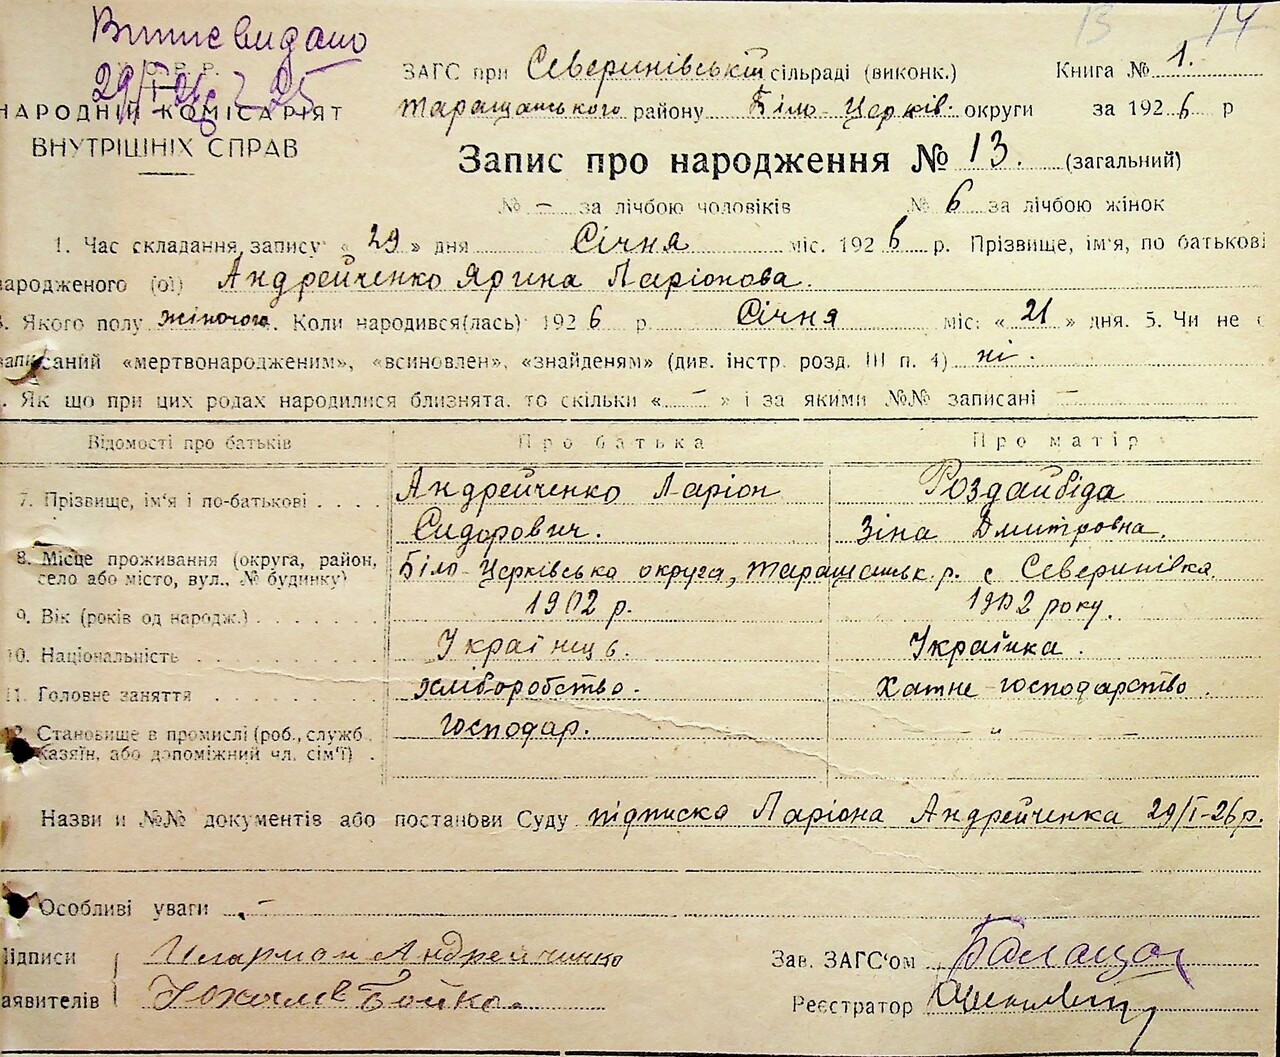 13 14
Витис видано
У.С.Р.Р. ЗАГС при Северинівській сільраді (виконк.) Книга № 1.
29/I-26 № 25
НАРОДНІЙ КОМІСАРІЯТ Таращанського району Біло-Церків. округи за 1926 р
ВНУТРІШНІХ СПРАВ
Запис про народження № 13. (загальний)
№ – за лічбою чоловіків № 6 за лічбою жінок
1. Час складання запису « 29 » дня Січня міс. 1926 р. Прізвище, ім'я, по батькові
народженого (ої) Андрейченко Ярина Ларіонова.
Якого полу жіночого. Коли народився(лась) 1926 р Січня міс. « 21 » дня. 5. Чи не є
записаний «мертвонародженим», «всиновлен», «знайденям» (див. інстр. розд. III п. 4) ні.
Як що при цих родах народилися близнята, то скільки « – » і за якими №№ записані –
Відомості про батьків Про батька Про матір
7. Прізвище, ім'я і по-батькові . . . . Андрейченко Ларіон Роздайбіда
Сидорович. Зіна Дмитровна.
8. Місце проживання (округа, район, село або місто, вул., № будинку) Біло-Церківська округа, Таращанськ. р. с Северинівка.
9. Вік (років од народж.) 1902 р. 1902 року.
10. Національність Українець. Українка.
11. Головне заняття хліборобство. хатне-господарство.
12. Становище в промислі (роб., служб. господар. – „ –
хазяїн, або допоміжний чл. сім'ї) .
Назви и №№ документів або постанови Суду підписка Ларіона Андрейченка 29/I-26 р.
Особливі уваги –
Підписи Андрейченко Зав. ЗАГС'ом
заявителів Бойко. Реєстратор